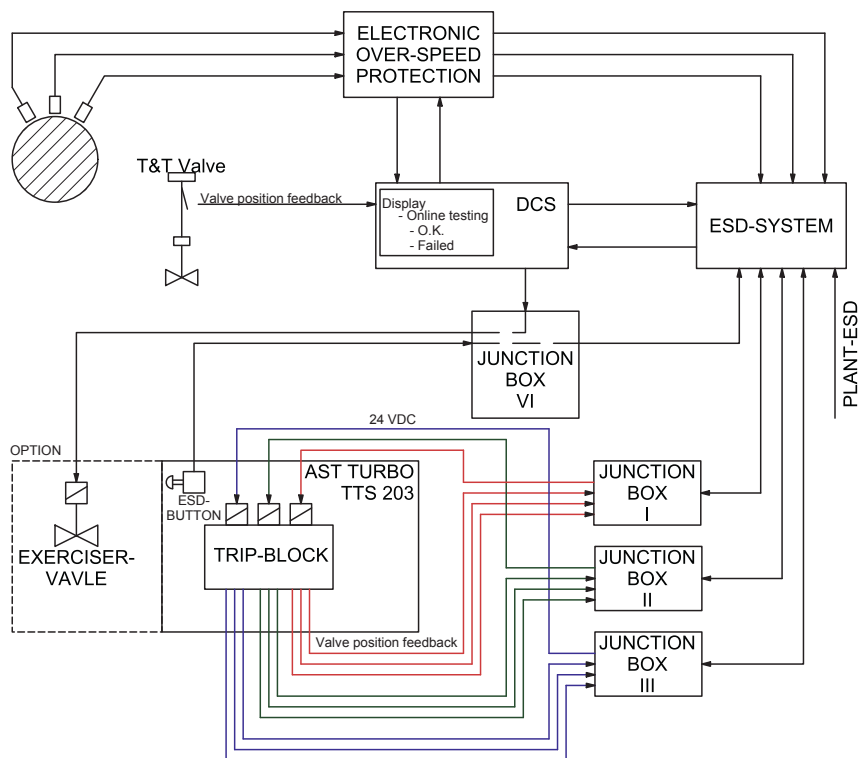 ELECTRONIC
OVER-SPEED
PROTECTION
T&T Valve
Valve position feedback
Display
- Online testing
- O.K.
- Failed
DCS
ESD-SYSTEM
PLANT-ESD
JUNCTION
BOX
VI
24 VDC
OPTION
AST TURBO
TTS 203
ESD-
BUTTON
TRIP-BLOCK
EXERCISER-
VAVLE
Valve position feedback
JUNCTION
BOX
I
JUNCTION
BOX
II
JUNCTION
BOX
III